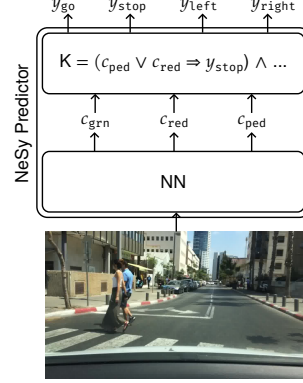 y_go y_stop y_left y_right
NeSy Predictor
K = (c_ped ∨ c_red ⇒ y_stop) ∧ ...
c_grn c_red c_ped
NN